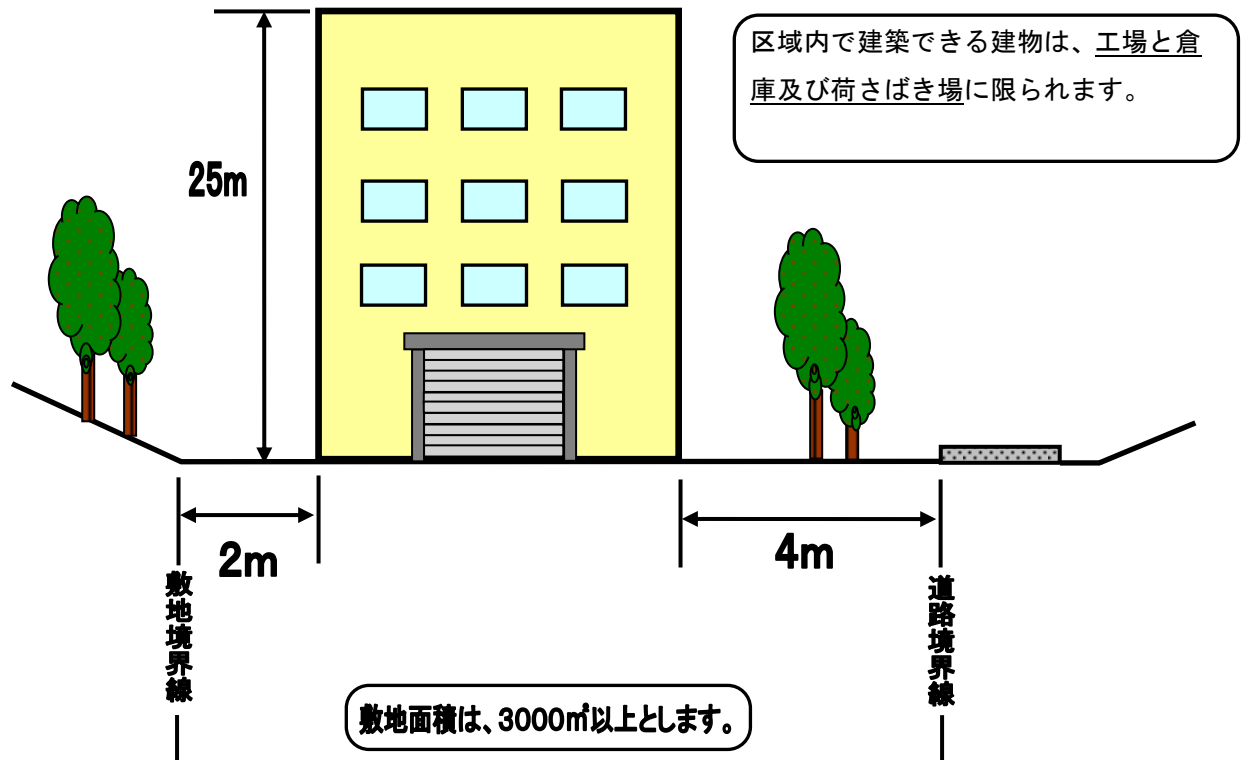 区域内で建築できる建物は、工場と倉
庫及び荷さばき場に限られます。
25m
2m
4m
敷地境界線
道路境界線
敷地面積は、3000㎡以上とします。